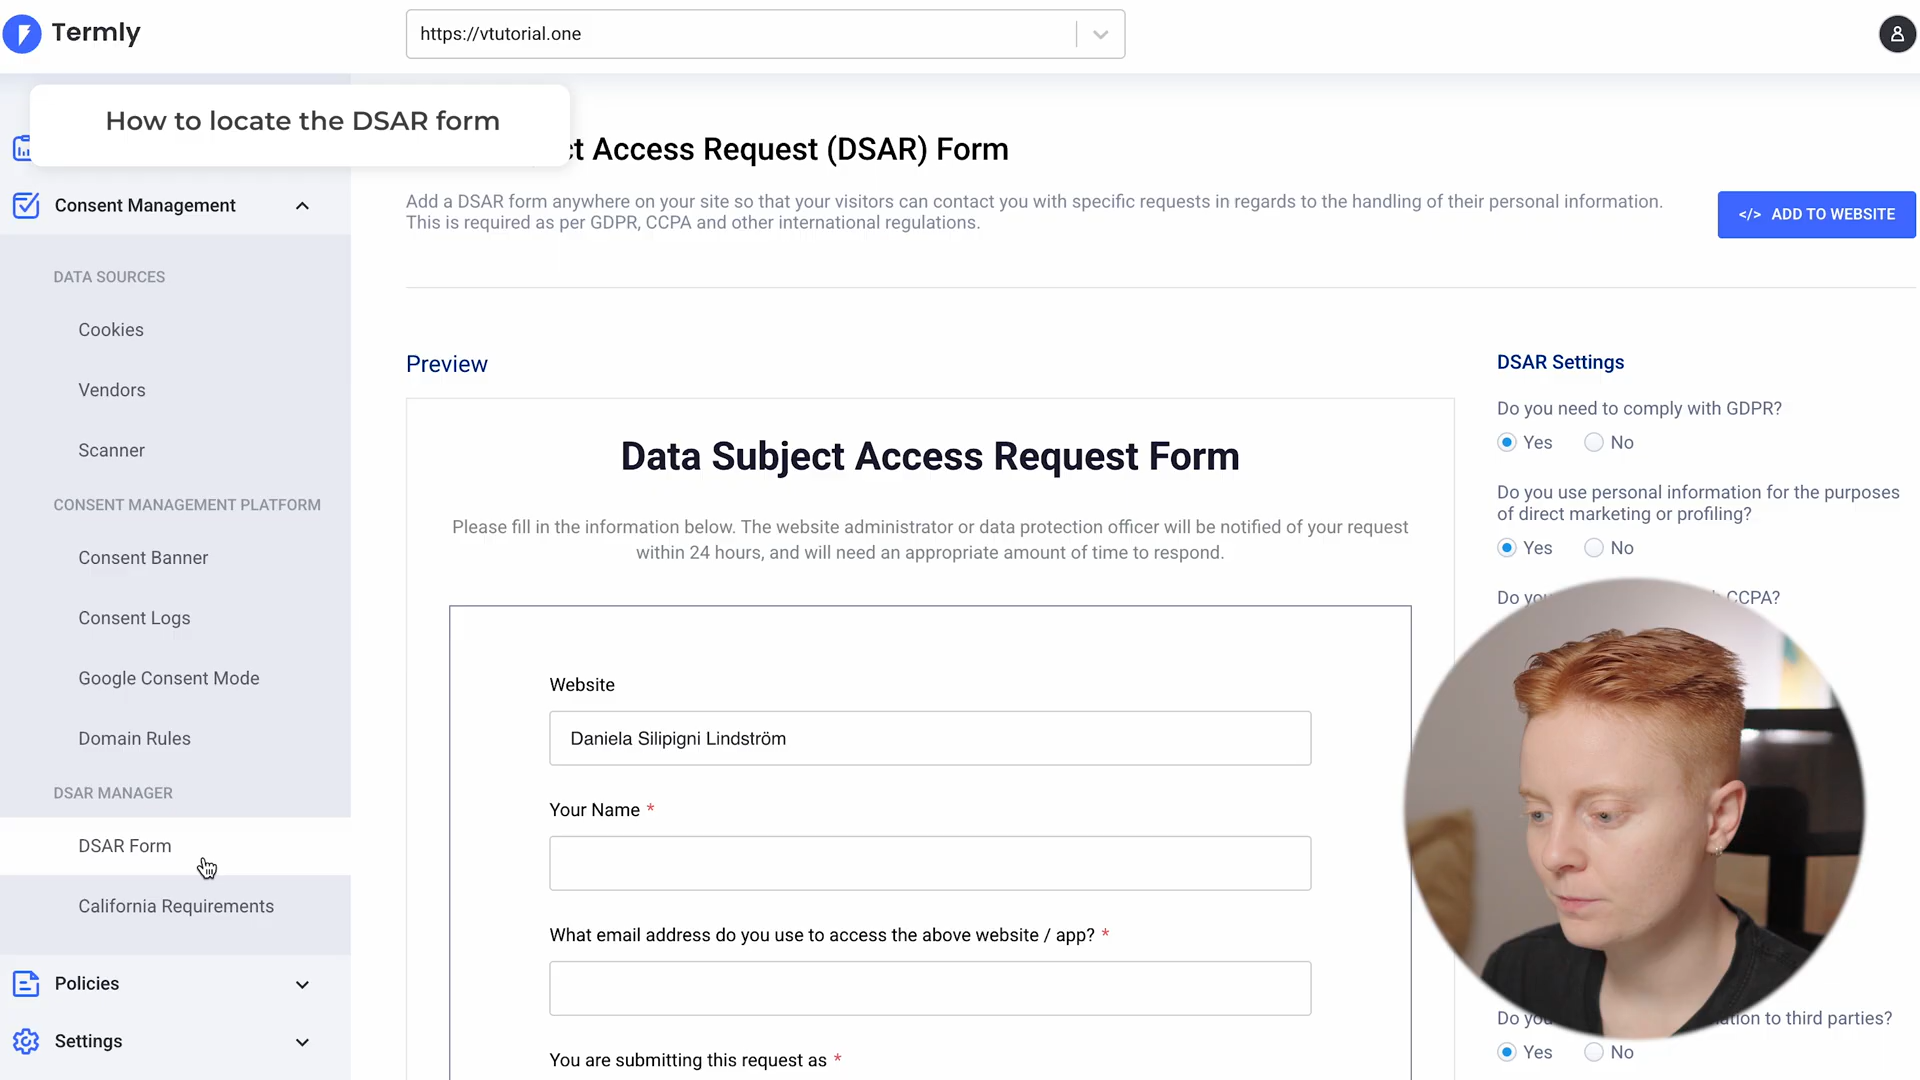 Termly
https://vtutorial.one
How to locate the DSAR form
ct Access Request (DSAR) Form
Add a DSAR form anywhere on your site so that your visitors can contact you with specific requests in regards to the handling of their personal information.
This is required as per GDPR, CCPA and other international regulations.
</> ADD TO WEBSITE
Consent Management
DATA SOURCES
Cookies
Vendors
Scanner
CONSENT MANAGEMENT PLATFORM
Consent Banner
Consent Logs
Google Consent Mode
Domain Rules
DSAR MANAGER
DSAR Form
California Requirements
Policies
Settings
Preview
Data Subject Access Request Form
Please fill in the information below. The website administrator or data protection officer will be notified of your request
within 24 hours, and will need an appropriate amount of time to respond.
Website
Daniela Silipigni Lindström
Your Name *
What email address do you use to access the above website / app? *
You are submitting this request as *
DSAR Settings
Do you need to comply with GDPR?
Yes No
Do you use personal information for the purposes
of direct marketing or profiling?
Yes No
Do you CCPA?
Do you to third parties?
Yes No